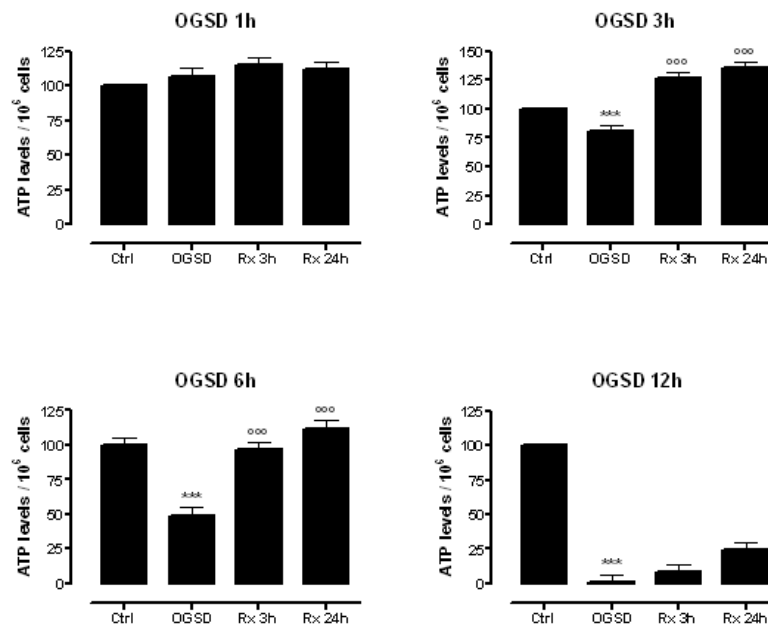 OGSD 1h
ATP levels / 10⁶ cells
125
100
75
50
25
0
Ctrl OGSD Rx 3h Rx 24h
OGSD 3h
ATP levels / 10⁶ cells
150
125
100
75
50
25
0
***
°°°
°°°
Ctrl OGSD Rx 3h Rx 24h
OGSD 6h
ATP levels / 10⁶ cells
125
100
75
50
25
0
***
°°°
°°°
Ctrl OGSD Rx 3h Rx 24h
OGSD 12h
ATP levels / 10⁶ cells
125
100
75
50
25
0
***
Ctrl OGSD Rx 3h Rx 24h